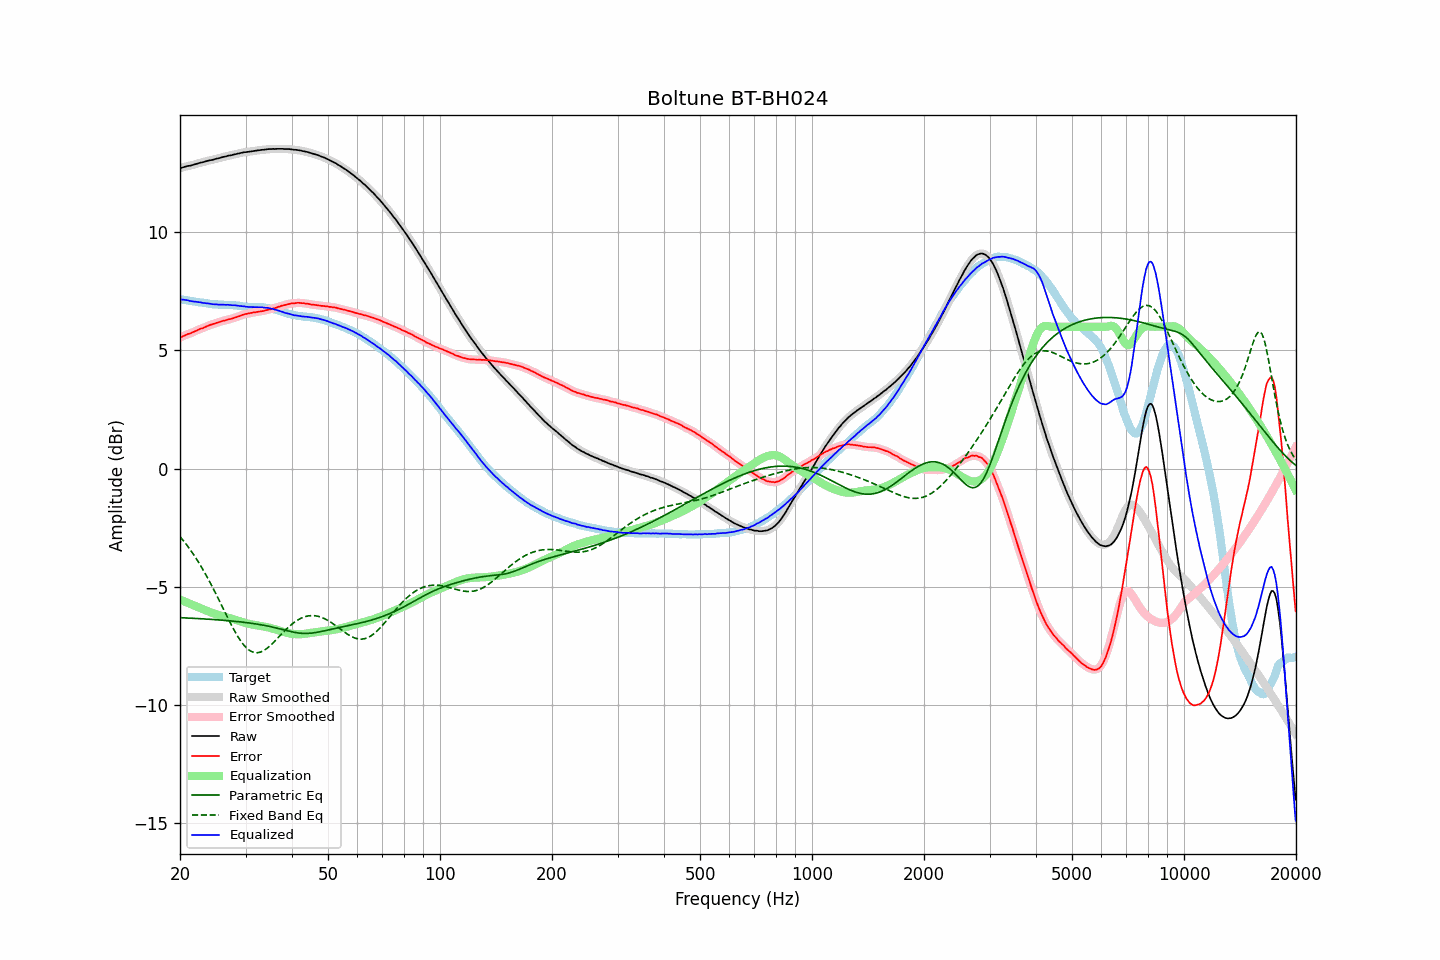 Boltune BT-BH024
Amplitude (dBr)
10
5
0
−5
−10
−15
Target
Raw Smoothed
Error Smoothed
Raw
Error
Equalization
Parametric Eq
Fixed Band Eq
Equalized
20 50 100 200 500 1000 2000 5000 10000 20000
Frequency (Hz)